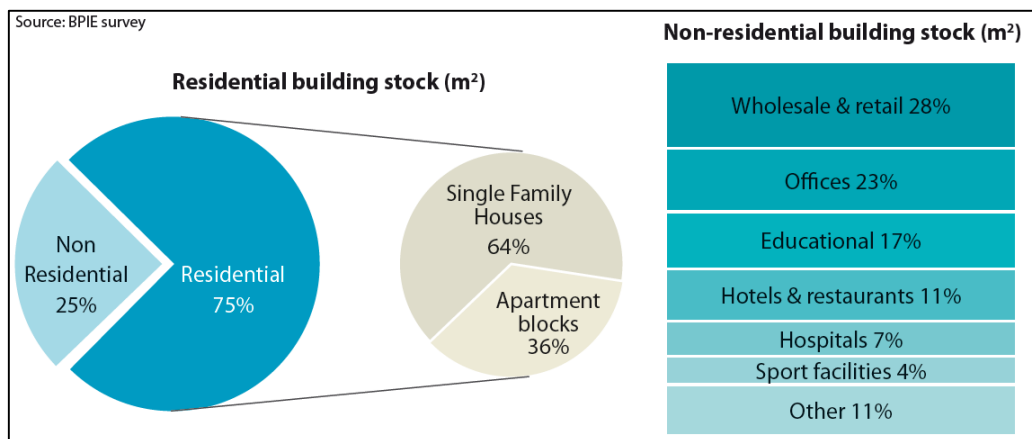 Source: BPIE survey
Residential building stock (m²)
Non
Residential
25%
Residential
75%
Single Family
Houses
64%
Apartment
blocks
36%
Non-residential building stock (m²)
Wholesale & retail 28%
Offices 23%
Educational 17%
Hotels & restaurants 11%
Hospitals 7%
Sport facilities 4%
Other 11%